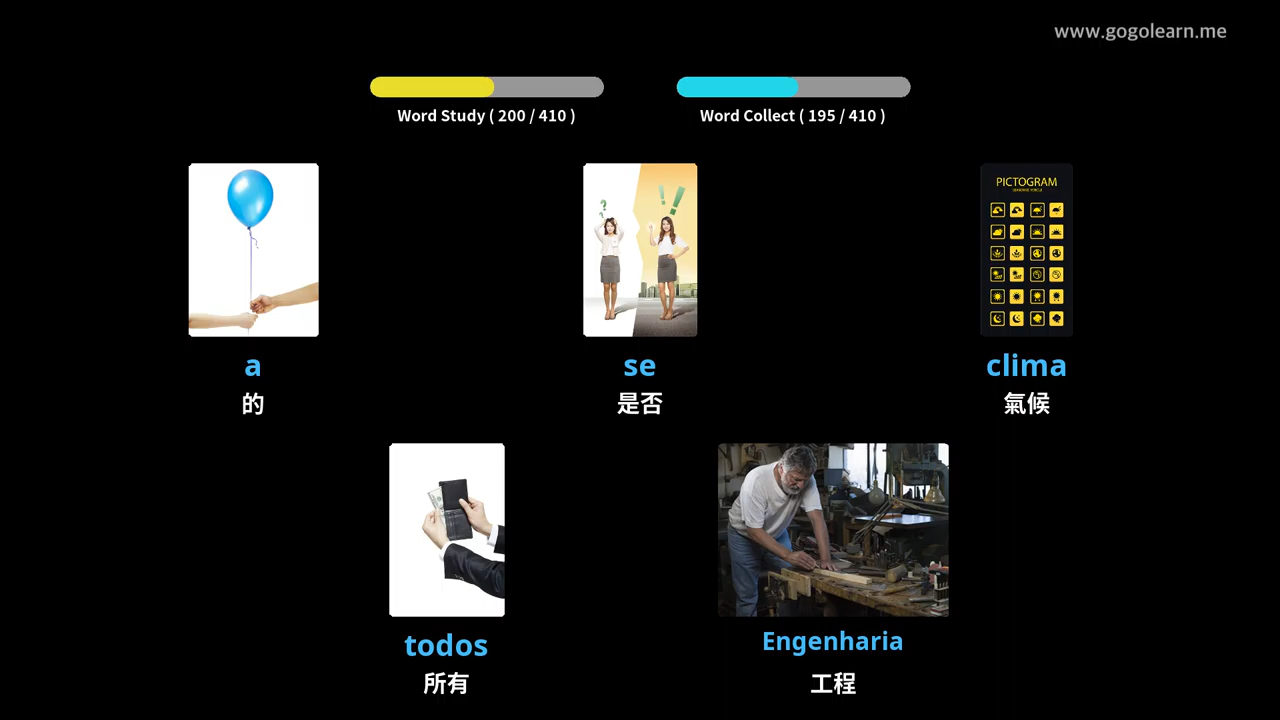 www.gogolearn.me
Word Study ( 200 / 410 )
Word Collect ( 195 / 410 )
PICTOGRAM
a
的
se
是否
clima
氣候
todos
所有
Engenharia
工程